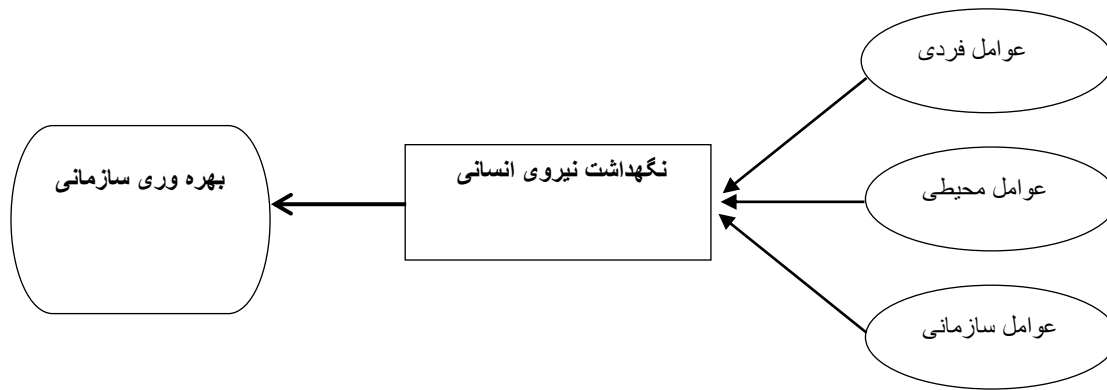 عوامل فردی
عوامل محیطی
عوامل سازمانی
نگهداشت نیروی انسانی
بهره وری سازمانی